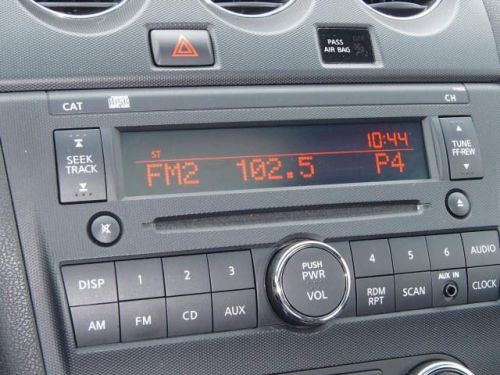 PASS
AIR BAG
CAT
CH
SEEK
TRACK
ST
10:44
FM2 102.5 P4
TUNE
FF·REW
PUSH
PWR
VOL
DISP 1 2 3
AM FM CD AUX
4 5 6 AUDIO
RDM
RPT
SCAN
AUX IN
CLOCK